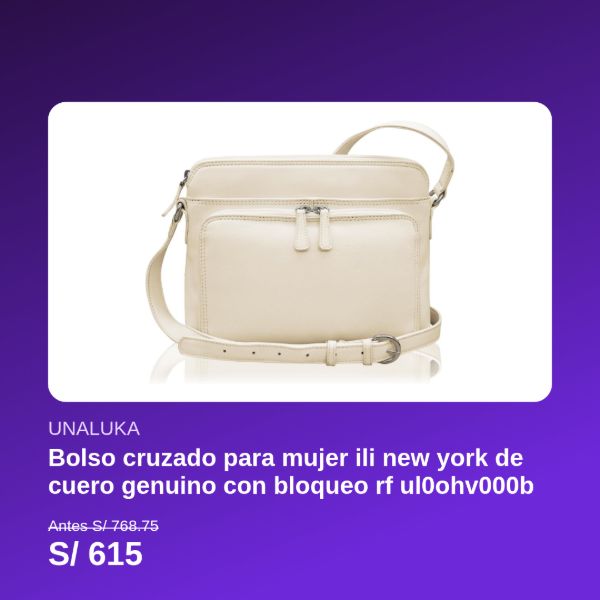 UNALUKA
Bolso cruzado para mujer ili new york de
cuero genuino con bloqueo rf ul0ohv000b
Antes S/ 768.75
S/ 615